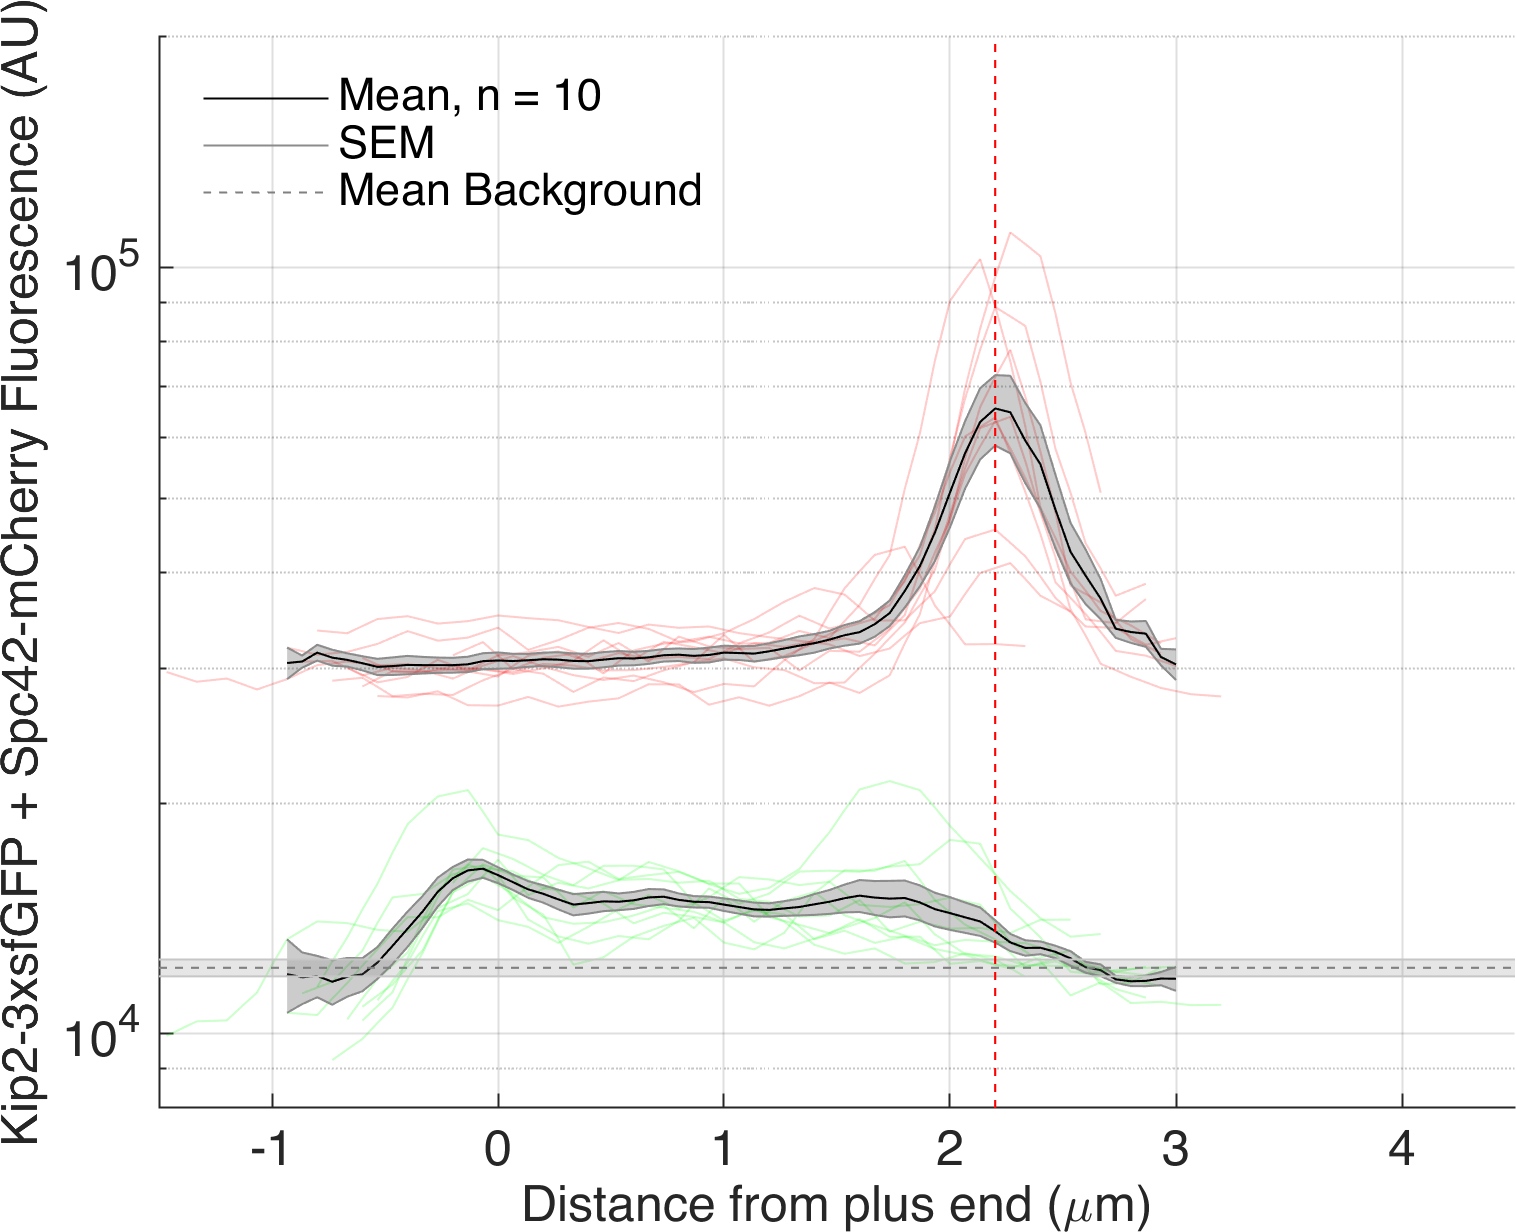 Kip2-3xsfGFP + Spc42-mCherry Fluorescence (AU)
Mean, n = 10
SEM
Mean Background
10^5
10^4
-1 0 1 2 3 4
Distance from plus end (μm)